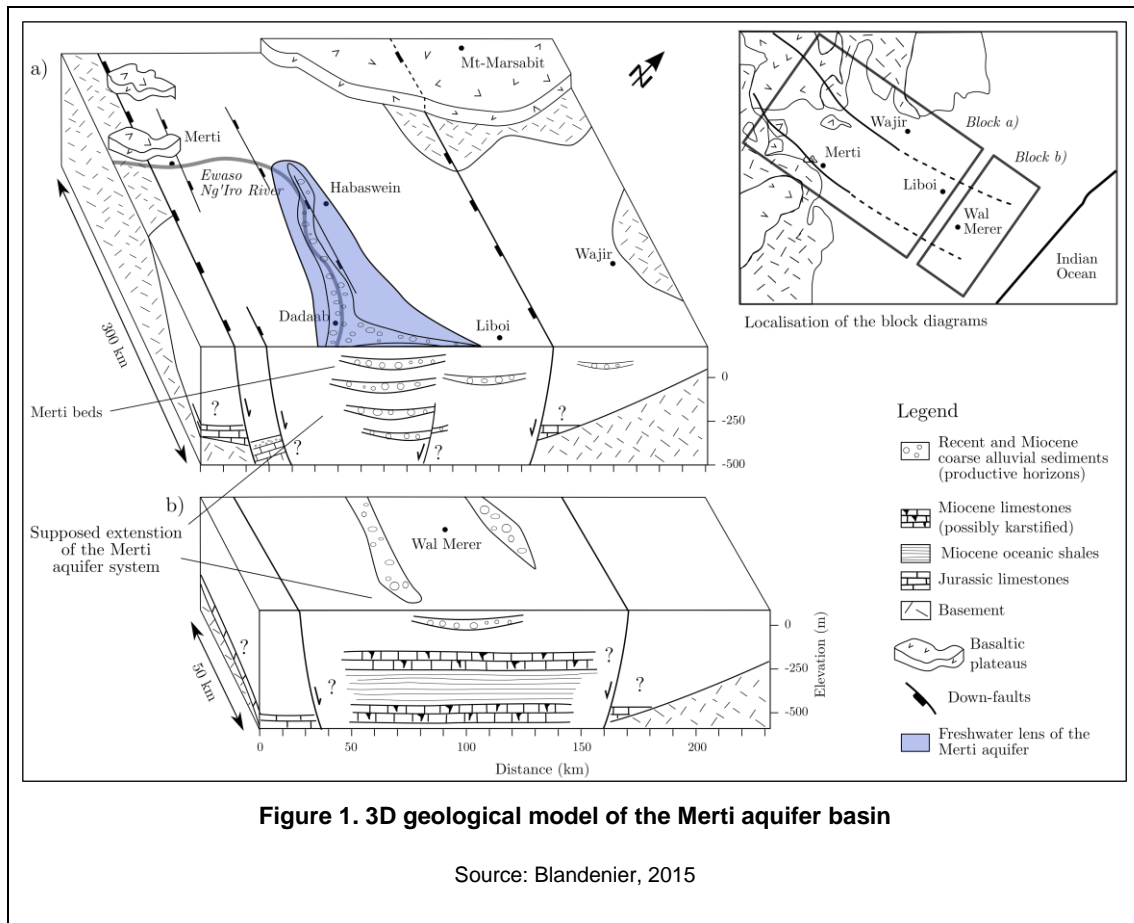 a)
Mt-Marsabit
N
Merti
Ewaso
Ng'Iro River
Habaswein
Wajir
Dadaab
Liboi
300 km
Merti beds
?
?
?
?
0
-250
-500
b)
Supposed extenstion
of the Merti
aquifer system
Wal Merer
50 km
?
?
?
?
?
0
-250
-500
Elevation (m)
0
50
100
150
200
Distance (km)
Wajir
Block a)
Merti
Block b)
Liboi
Wal
Merer
Indian
Ocean
Localisation of the block diagrams
Legend
Recent and Miocene
coarse alluvial sediments
(productive horizons)
Miocene limestones
(possibly karstified)
Miocene oceanic shales
Jurassic limestones
Basement
Basaltic
plateaus
Down-faults
Freshwater lens of the
Merti aquifer
Figure 1. 3D geological model of the Merti aquifer basin
Source: Blandenier, 2015